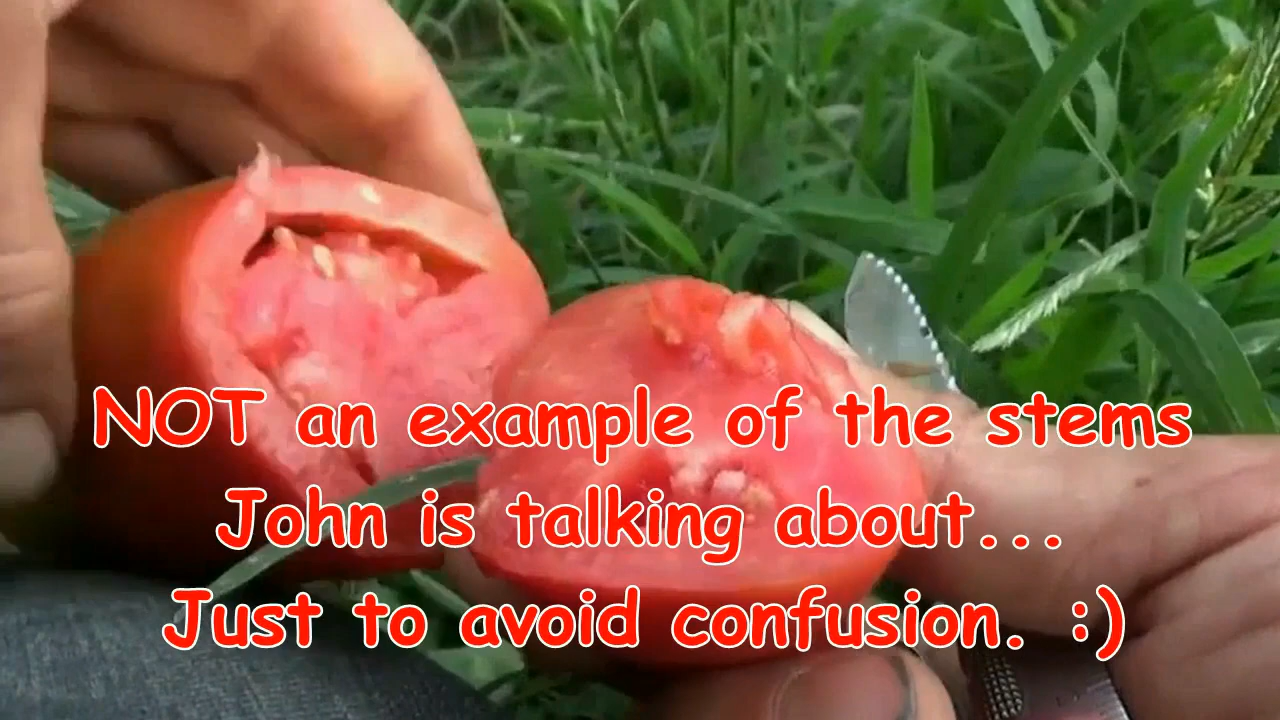 NOT an example of the stems
John is talking about...
Just to avoid confusion. :)